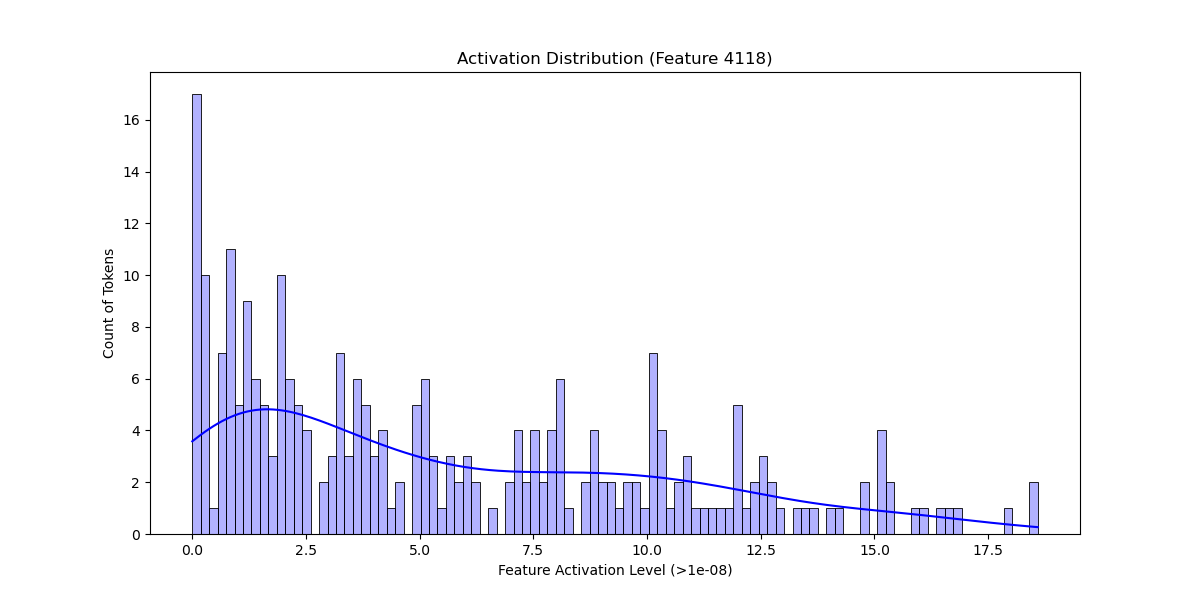 Activation Distribution (Feature 4118)
Count of Tokens
16
14
12
10
8
6
4
2
0
0.0 2.5 5.0 7.5 10.0 12.5 15.0 17.5
Feature Activation Level (>1e-08)